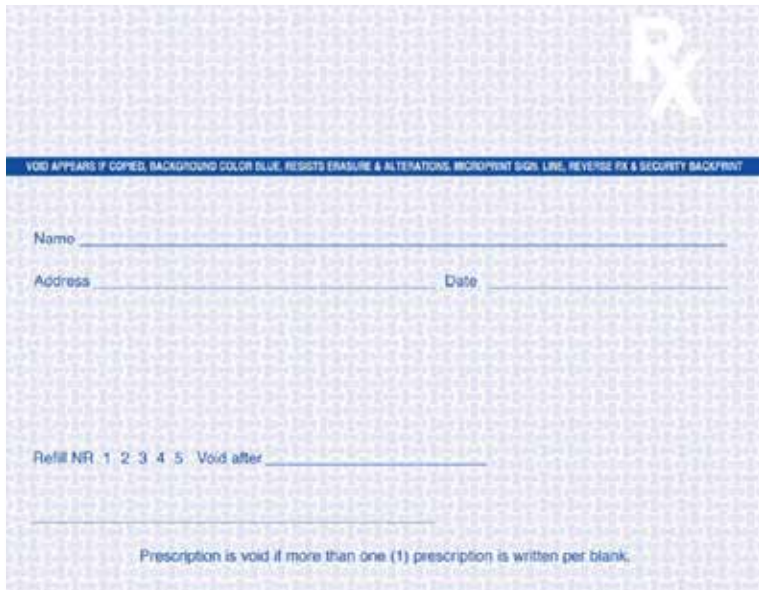 RX
VOID APPEARS IF COPIED, BACKGROUND COLOR BLUE, RESISTS ERASURE & ALTERATIONS, MICROPRINT SIGN. LINE, REVERSE RX & SECURITY BACKPRINT
Name
Address Date
Refill NR 1 2 3 4 5 Void after
Prescription is void if more than one (1) prescription is written per blank.